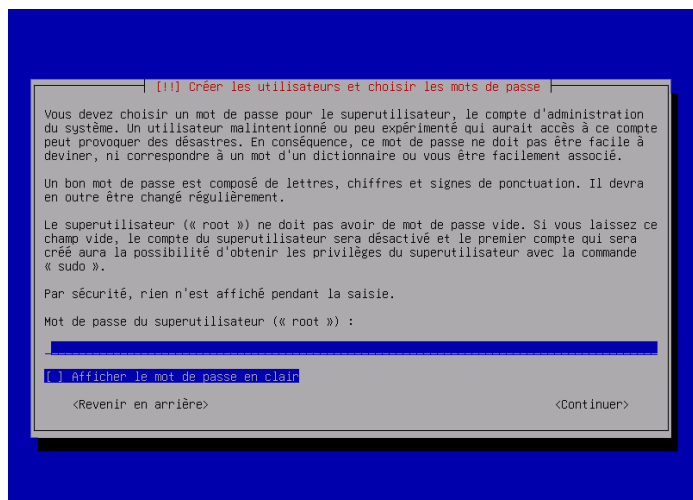 [!!] Créer les utilisateurs et choisir les mots de passe
Vous devez choisir un mot de passe pour le superutilisateur, le compte d'administration
du système. Un utilisateur malintentionné ou peu expérimenté qui aurait accès à ce compte
peut provoquer des désastres. En conséquence, ce mot de passe ne doit pas être facile à
deviner, ni correspondre à un mot d'un dictionnaire ou vous être facilement associé.
Un bon mot de passe est composé de lettres, chiffres et signes de ponctuation. Il devra
en outre être changé régulièrement.
Le superutilisateur (« root ») ne doit pas avoir de mot de passe vide. Si vous laissez ce
champ vide, le compte du superutilisateur sera désactivé et le premier compte qui sera
créé aura la possibilité d'obtenir les privilèges du superutilisateur avec la commande
« sudo ».
Par sécurité, rien n'est affiché pendant la saisie.
Mot de passe du superutilisateur (« root ») :
[ ] Afficher le mot de passe en clair
<Revenir en arrière> <Continuer>